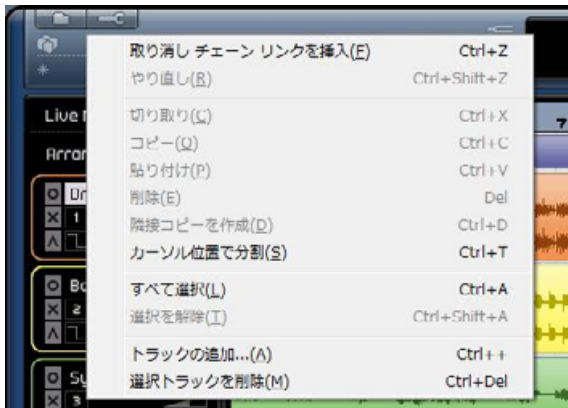 取り消し チェーン リンクを挿入(F) Ctrl+Z
やり直し(R) Ctrl+Shift+Z
Live
切り取り(C) Ctrl+X
7
コピー(O) Ctrl+C
Arran
貼り付け(P) Ctrl+V
Dr
削除(E) Del
1
隣接コピーを作成(D) Ctrl+D
カーソル位置で分割(S) Ctrl+T
Ba
すべて選択(L) Ctrl+A
2
選択を解除(T) Ctrl+Shift+A
トラックの追加...(A) Ctrl++
Sy
選択トラックを削除(M) Ctrl+Del
3